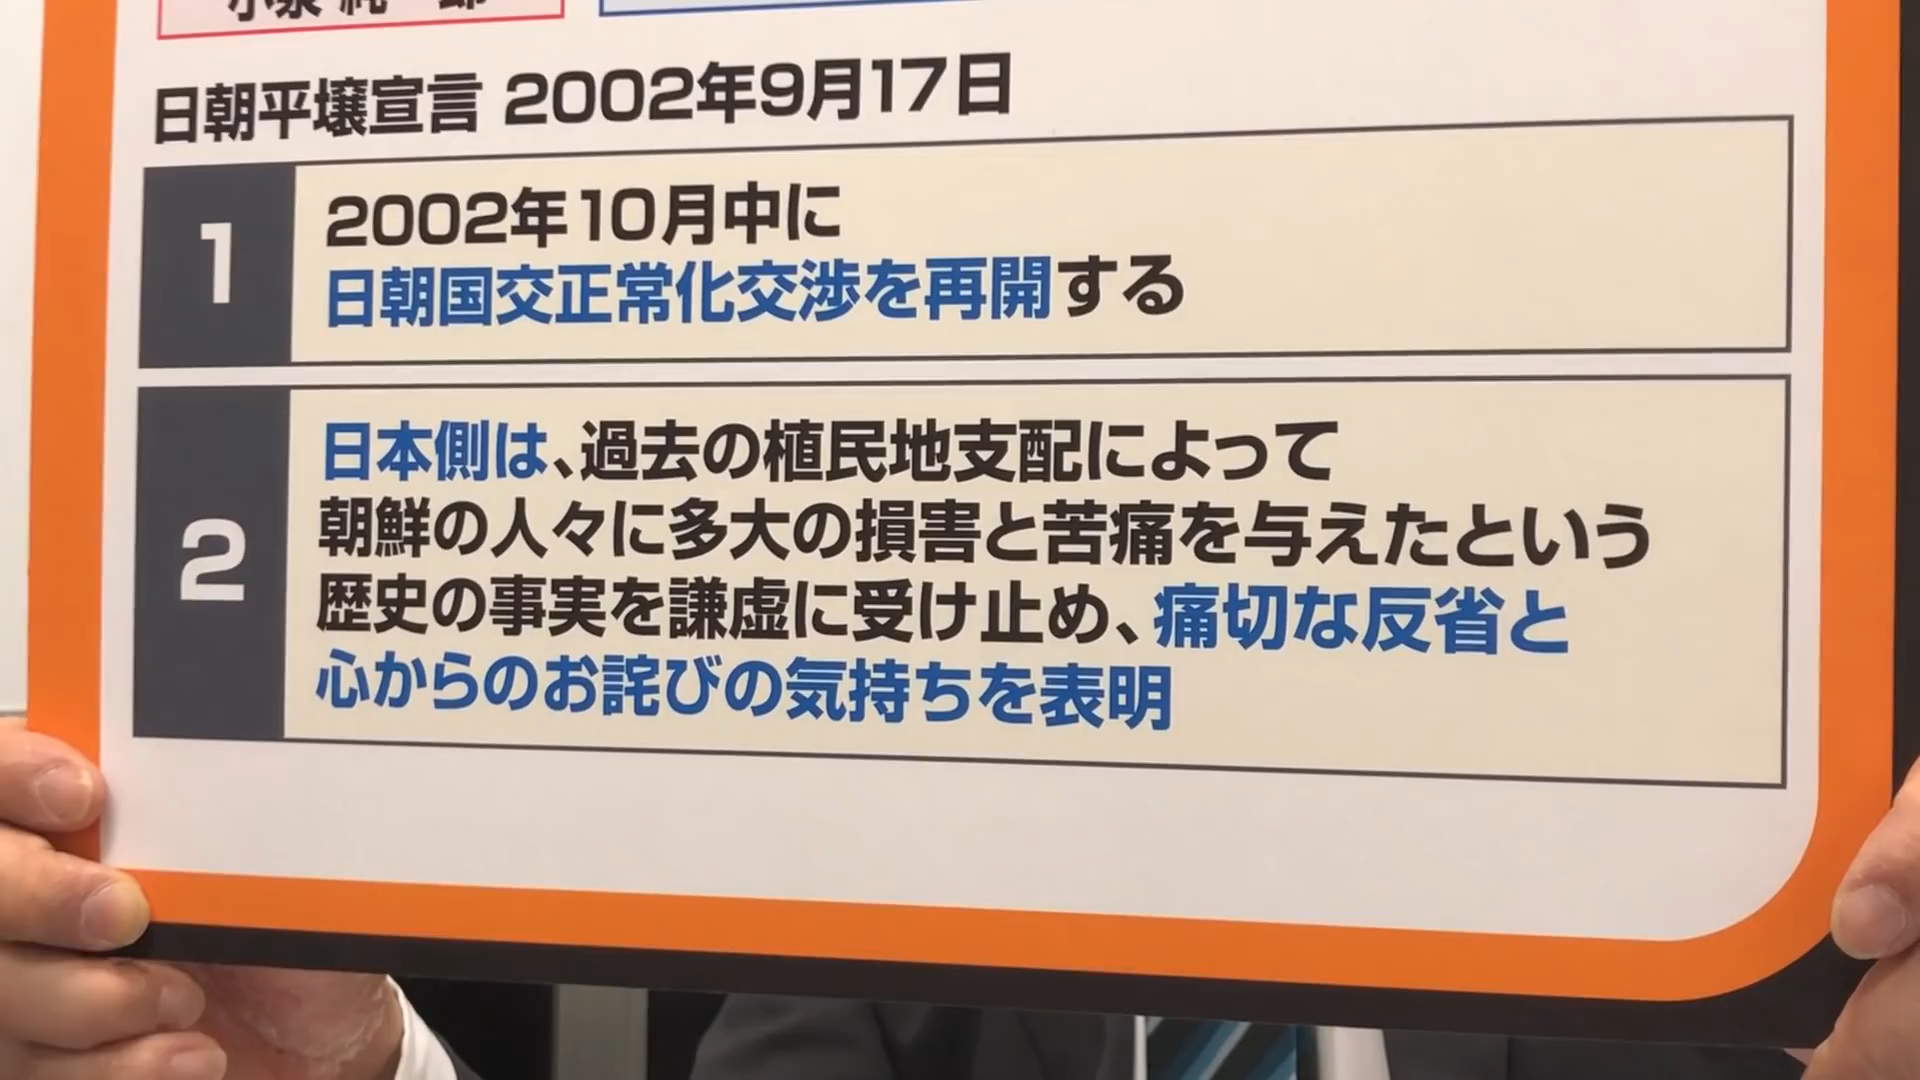 小泉純一郎
日朝平壌宣言 2002年9月17日
1
2002年10月中に
日朝国交正常化交渉を再開する
2
日本側は、過去の植民地支配によって
朝鮮の人々に多大の損害と苦痛を与えたという
歴史の事実を謙虚に受け止め、痛切な反省と
心からのお詫びの気持ちを表明